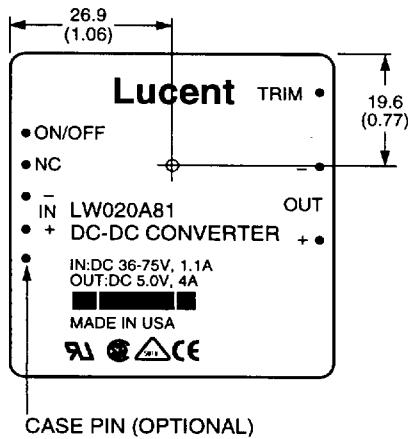 26.9
(1.06)
Lucent
TRIM
19.6
(0.77)
ON/OFF
NC
–
–
IN
OUT
LW020A81
+
DC-DC CONVERTER
+
IN:DC 36-75V, 1.1A
OUT:DC 5.0V, 4A
MADE IN USA
CE
CASE PIN (OPTIONAL)